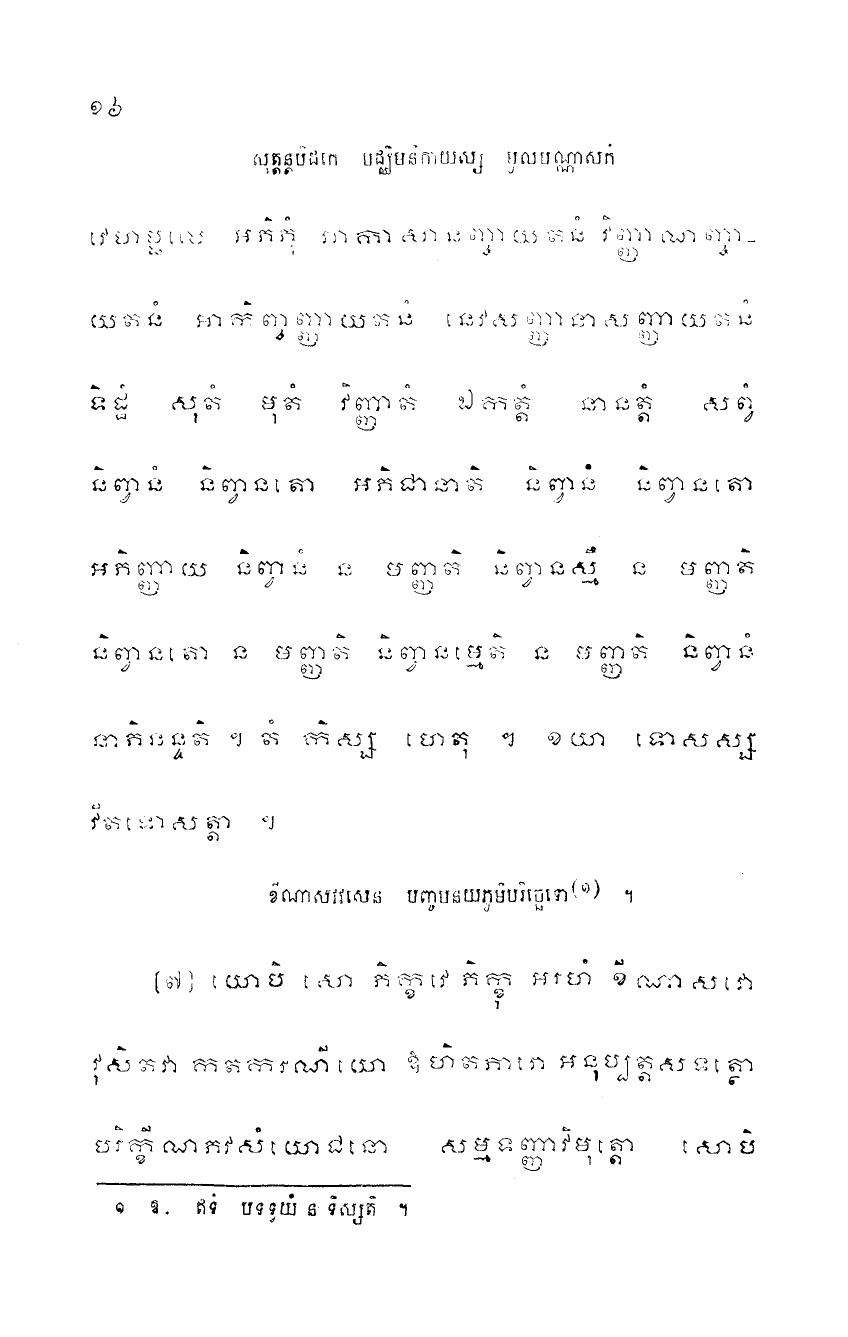 ១៦
សុត្តន្តបិដកេ មជ្ឈិមនិកាយស្ស មូលបណ្ណាសកំ
វេហប្ផលេ អភិភុំ អាកាសានញ្ចាយតនំ វិញ្ញាណញ្ចា-
យតនំ អាកិញ្ចញ្ញាយតនំ នេវសញ្ញានាសញ្ញាយតនំ
ទិដ្ឋំ សុតំ មុតំ វិញ្ញាតំ ឯកត្តំ នានត្តំ សព្វំ
និព្វានំ និព្វានតោ អភិជានាតិ និព្វានំ និព្វានតោ
អភិញ្ញាយ និព្វានំ ន មញ្ញតិ និព្វានស្មឹ ន មញ្ញតិ
និព្វានតោ ន មញ្ញតិ និព្វានម្មេតិ ន មញ្ញតិ និព្វានំ
នាភិនន្ទតិ ។ តំ កិស្ស ហេតុ ។ ខយា ទោសស្ស
វីតទោសត្តា ។
ខីណាសវវសេន បញ្ចមនយភូមិបរិច្ឆេទោ(១) ។
[៧] យោបិ សោ ភិក្ខវេ ភិក្ខុ អរហំ ខីណាសវោ
វុសិតវា កតករណីយោ ឱហិតភារោ អនុប្បត្តសទត្ថោ
បរិក្ខីណភវសំយោជនោ សម្មទញ្ញាវិមុត្តោ សោបិ
១ ឱ. ឥទំ បទទ្វយំ ន ទិស្សតិ ។